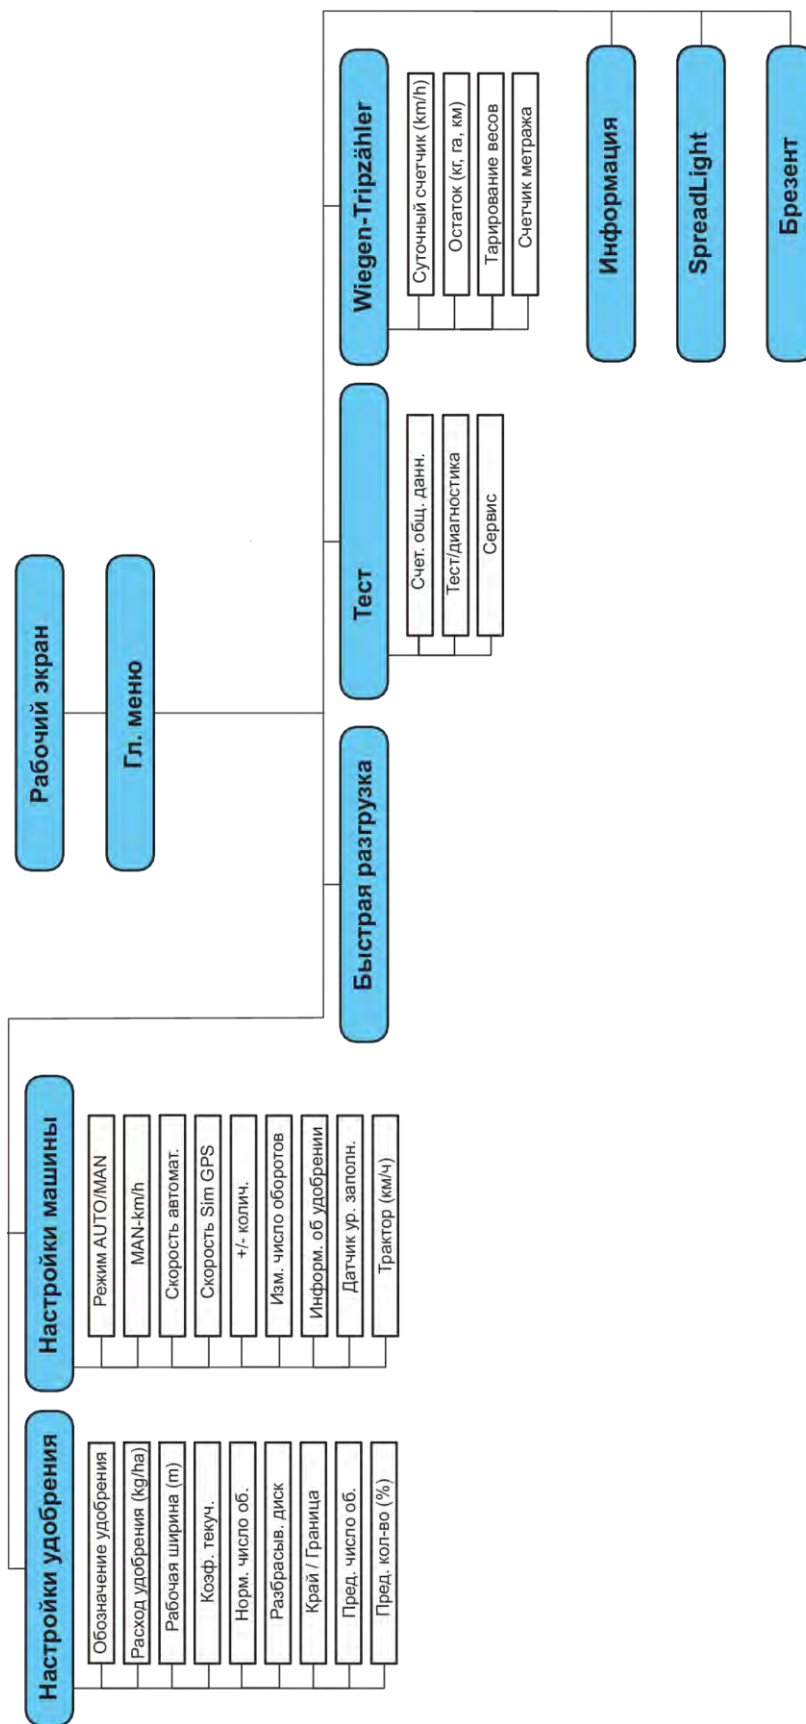 Рабочий экран
Гл. меню
Настройки удобрения
Обозначение удобрения
Расход удобрения (kg/ha)
Рабочая ширина (m)
Коэф. текуч.
Норм. число об.
Разбрасыв. диск
Край / Граница
Пред. число об.
Пред. кол-во (%)
Настройки машины
Режим AUTO/MAN
MAN-km/h
Скорость автомат.
Скорость Sim GPS
+/- колич.
Изм. число оборотов
Информ. об удобрении
Датчик ур. заполн.
Трактор (км/ч)
Быстрая разгрузка
Тест
Счет. общ. данн.
Тест/диагностика
Сервис
Wiegen-Tripzähler
Суточный счетчик (km/h)
Остаток (кг, га, км)
Тарирование весов
Счетчик метража
Информация
SpreadLight
Брезент